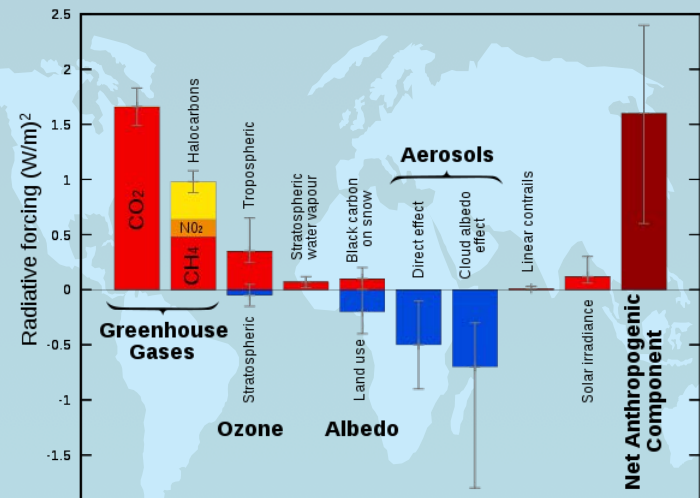 2.5
2
1.5
1
0.5
0
-0.5
-1
-1.5
Radiative forcing (W/m)²
CO₂
Halocarbons
N0₂
CH₄
Greenhouse
Gases
Tropospheric
Stratospheric
Ozone
Stratospheric
water vapour
Black carbon
on snow
Land use
Albedo
Aerosols
Direct effect
Cloud albedo
effect
Linear contrails
Solar irradiance
Net Anthropogenic
Component